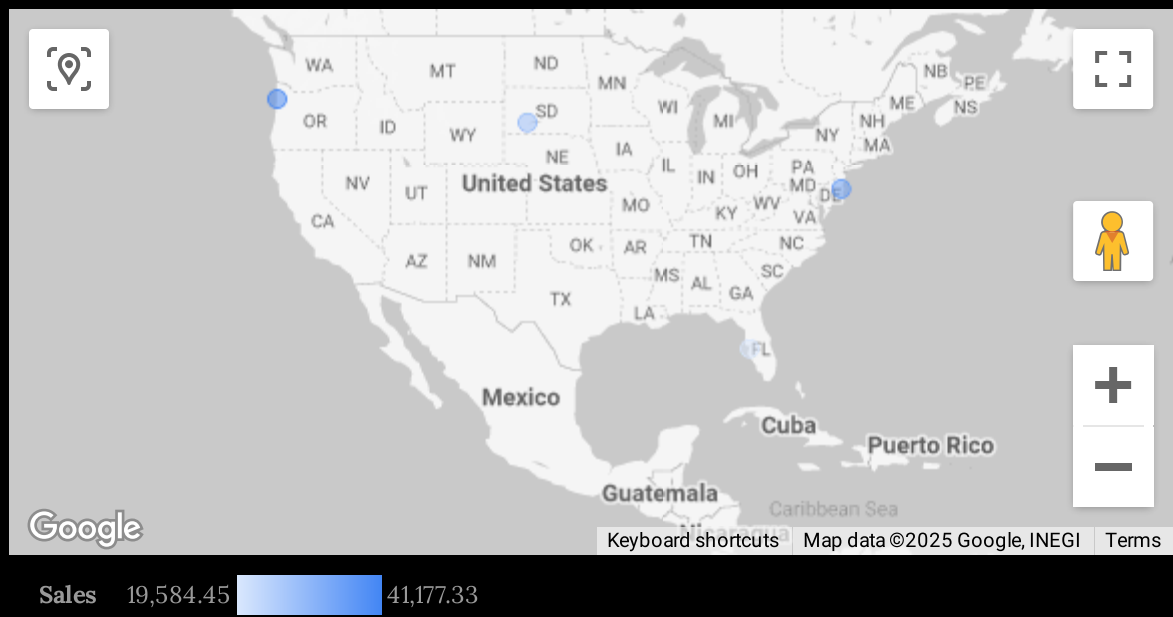 WA
MT
ND
MN
NB
PE
OR
ID
WY
SD
WI
MI
ME
NS
NH
NY
MA
NV
UT
NE
IA
IL
IN
OH
PA
MD
DE
United States
CA
MO
KY
WV
VA
AZ
NM
OK
AR
TN
NC
MS
AL
GA
SC
TX
LA
FL
Mexico
Cuba
Puerto Rico
Guatemala
Caribbean Sea
Nicaragua
Google
Keyboard shortcuts Map data ©2025 Google, INEGI Terms
Sales 19,584.45 41,177.33